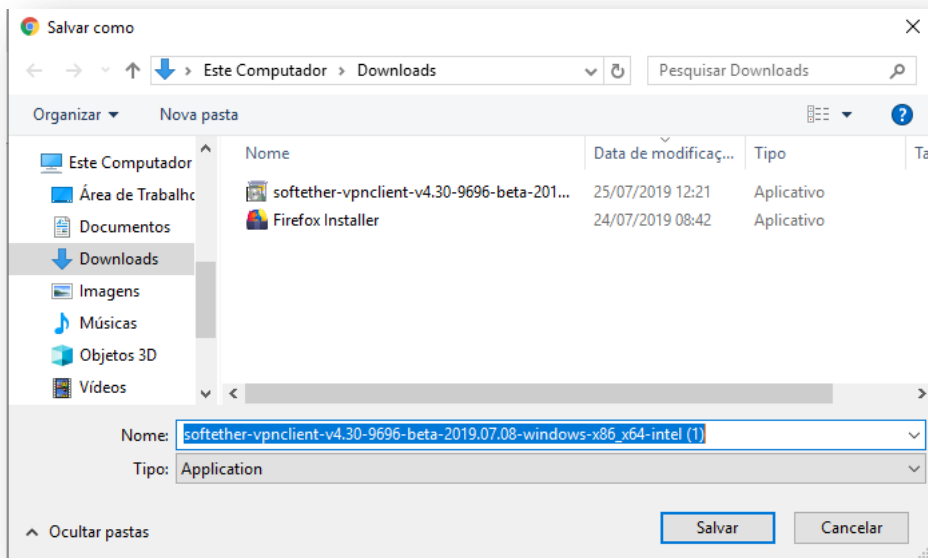 Salvar como
Este Computador > Downloads
Pesquisar Downloads
Organizar
Nova pasta
?
Nome
Data de modificaç...
Tipo
Ta
Este Computador
Área de Trabalho
Documentos
Downloads
Imagens
Músicas
Objetos 3D
Vídeos
softether-vpnclient-v4.30-9696-beta-201...
25/07/2019 12:21
Aplicativo
Firefox Installer
24/07/2019 08:42
Aplicativo
Nome: softether-vpnclient-v4.30-9696-beta-2019.07.08-windows-x86_x64-intel (1)
Tipo: Application
Ocultar pastas
Salvar
Cancelar